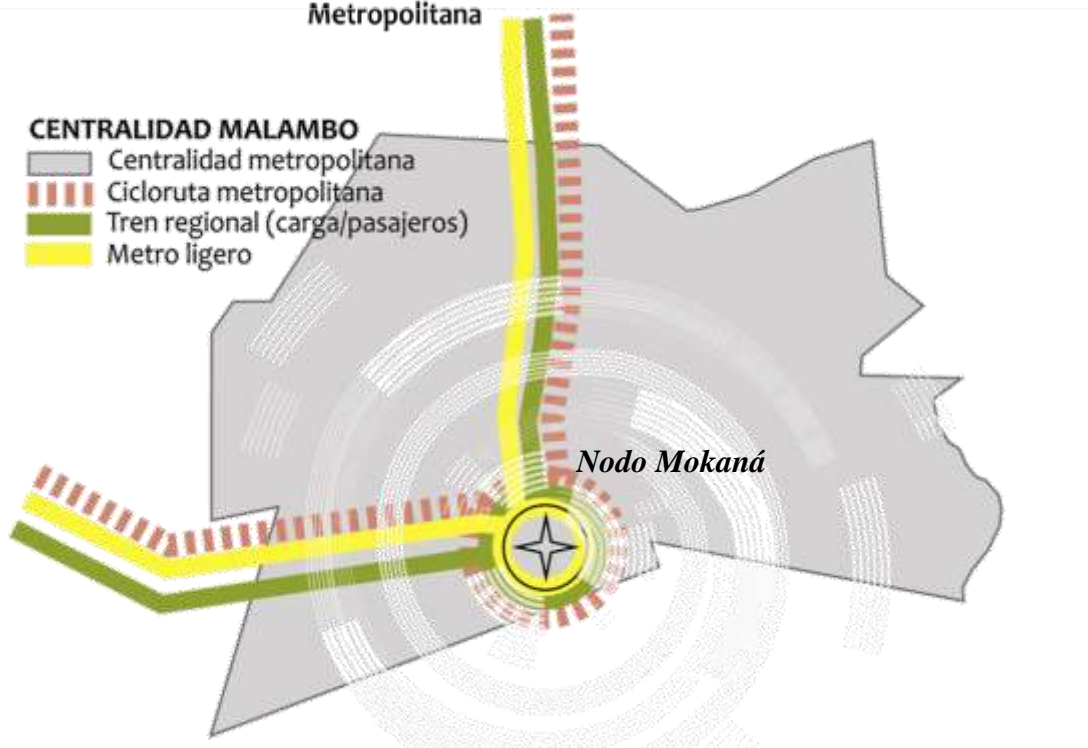 Metropolitana
CENTRALIDAD MALAMBO
Centralidad metropolitana
Cicloruta metropolitana
Tren regional (carga/pasajeros)
Metro ligero
Nodo Mokaná